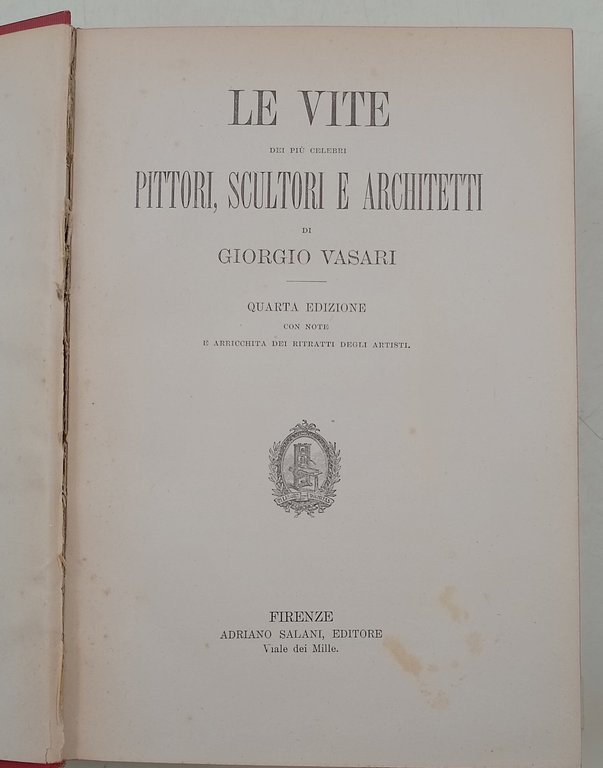 LE VITE
DEI PIÙ CELEBRI
PITTORI, SCULTORI E ARCHITETTI
DI
GIORGIO VASARI
QUARTA EDIZIONE
CON NOTE
E ARRICCHITA DEI RITRATTI DEGLI ARTISTI.
FIRENZE
ADRIANO SALANI, EDITORE
Viale dei Mille.